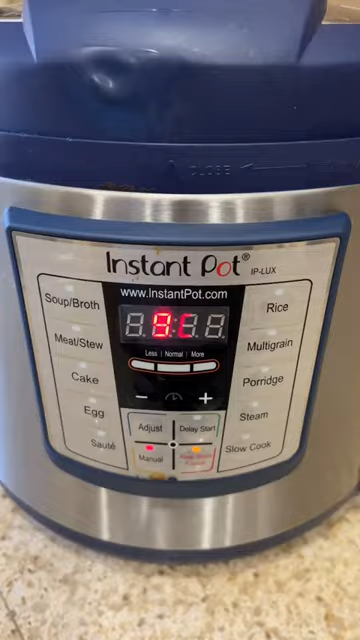 CLOSE
Instant Pot®
IP-LUX
www.InstantPot.com
Soup/Broth
Meat/Stew
Cake
Egg
Sauté
Less | Normal | More
− +
Adjust
Delay Start
Manual
Rice
Multigrain
Porridge
Steam
Slow Cook